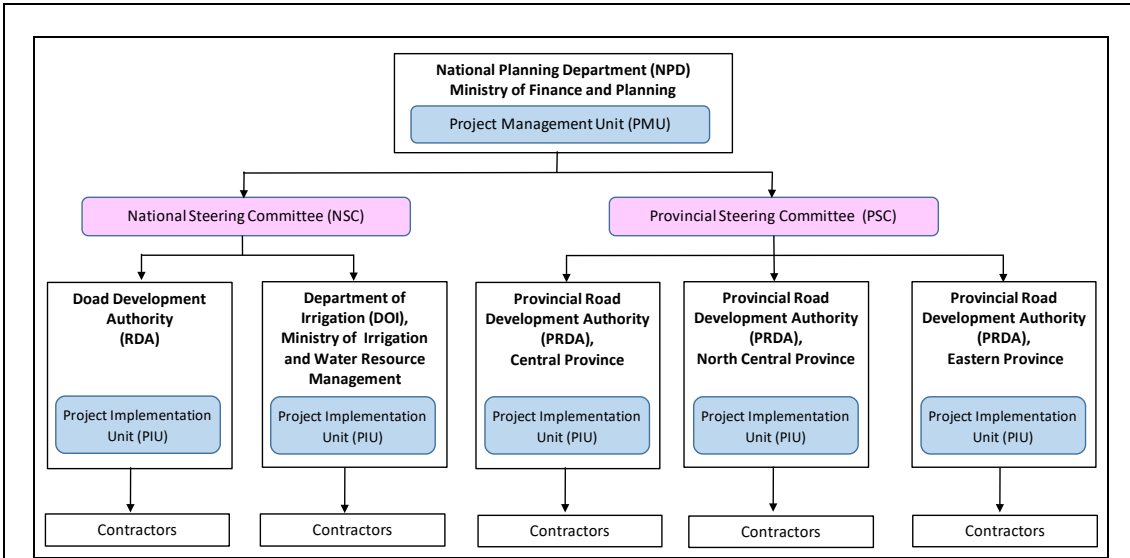 National Planning Department (NPD)
Ministry of Finance and Planning
Project Management Unit (PMU)
National Steering Committee (NSC)
Provincial Steering Committee (PSC)
Doad Development
Authority
(RDA)
Project Implementation
Unit (PIU)
Department of
Irrigation (DOI),
Ministry of Irrigation
and Water Resource
Management
Project Implementation
Unit (PIU)
Provincial Road
Development Authority
(PRDA),
Central Province
Project Implementation
Unit (PIU)
Provincial Road
Development Authority
(PRDA),
North Central Province
Project Implementation
Unit (PIU)
Provincial Road
Development Authority
(PRDA),
Eastern Province
Project Implementation
Unit (PIU)
Contractors
Contractors
Contractors
Contractors
Contractors